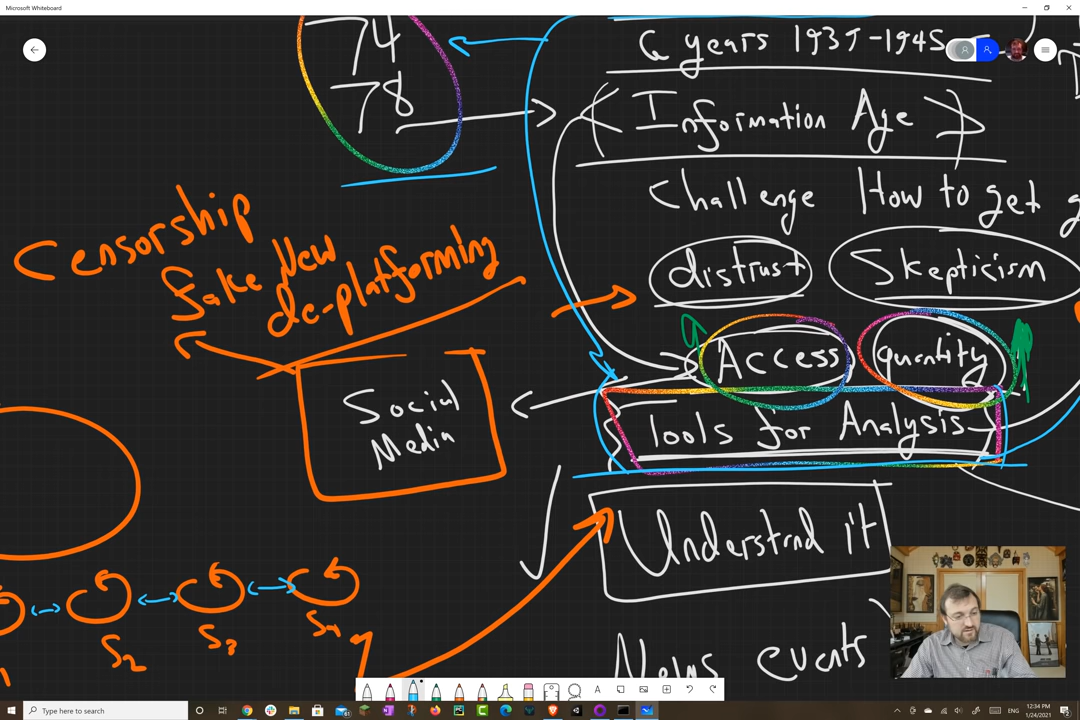 Microsoft Whiteboard
74
78
6 years 1939-1945
Information Age
Challenge How to get
distrust
Skepticism
Censorship
fake New
de-platforming
Access
quantity
Social
Media
Tools for Analysis
Understand it
S2
S3
S4
News events
Type here to search
ENG
12:34 PM
1/24/2021